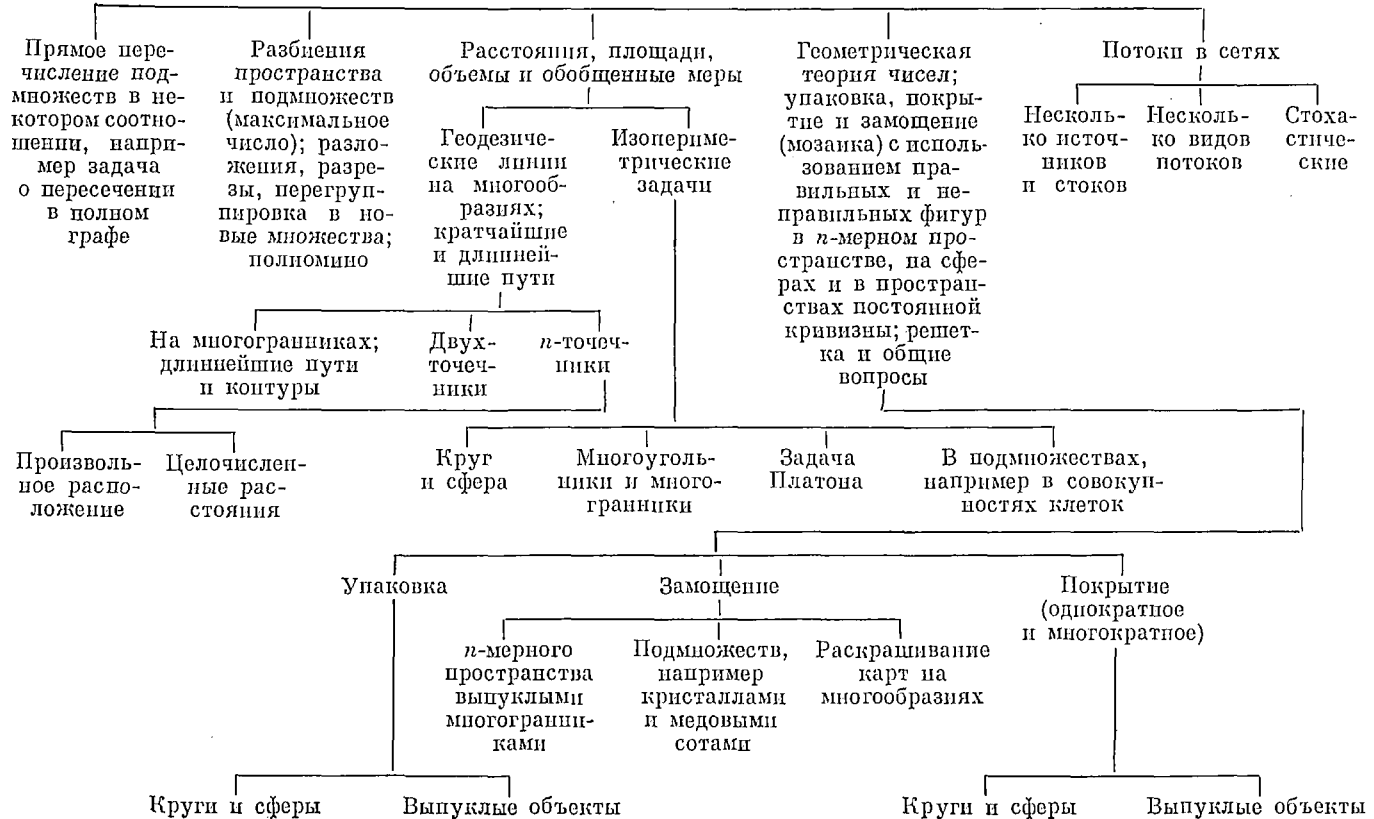 Прямое пере-
числение под-
множеств в не-
котором соотно-
шении, напри-
мер задача
о пересечении
в полном
графе
Разбиения
пространства
и подмножеств
(максимальное
число); разло-
жения, разре-
зы, перегруп-
пировка в но-
вые множества;
полиомино
Расстояния, площади,
объемы и обобщенные меры
Геодезиче-
ские линии
на многооб-
разиях;
кратчайшие
и длинней-
шие пути
Изопериме-
трические
задачи
Геометрическая
теория чисел;
упаковка, покры-
тие и замощение
(мозаика) с исполь-
зованием пра-
вильных и не-
правильных фигур
в n-мерном про-
странстве, на сфе-
рах и в простран-
ствах постоянной
кривизны; решет-
ка и общие
вопросы
Потоки в сетях
Несколь-
ко источ-
ников
и стоков
Несколь-
ко видов
потоков
Стоха-
стиче-
ские
На многогранниках;
длиннейшие пути
и контуры
Двух-
точеч-
ники
n-точеч-
ники
Произволь-
ное распо-
ложение
Целочислен-
ные рас-
стояния
Круг
и сфера
Многоуголь-
ники и много-
гранники
Задача
Платона
В подмножествах,
например в совокуп-
ностях клеток
Упаковка
Замощение
Покрытие
(однократное
и многократное)
n-мерного
пространства
выпуклыми
многогранни-
ками
Подмножеств,
например
кристаллами
и медовыми
сотами
Раскрашивание
карт на
многообразиях
Круги и сферы
Выпуклые объекты
Круги и сферы
Выпуклые объекты